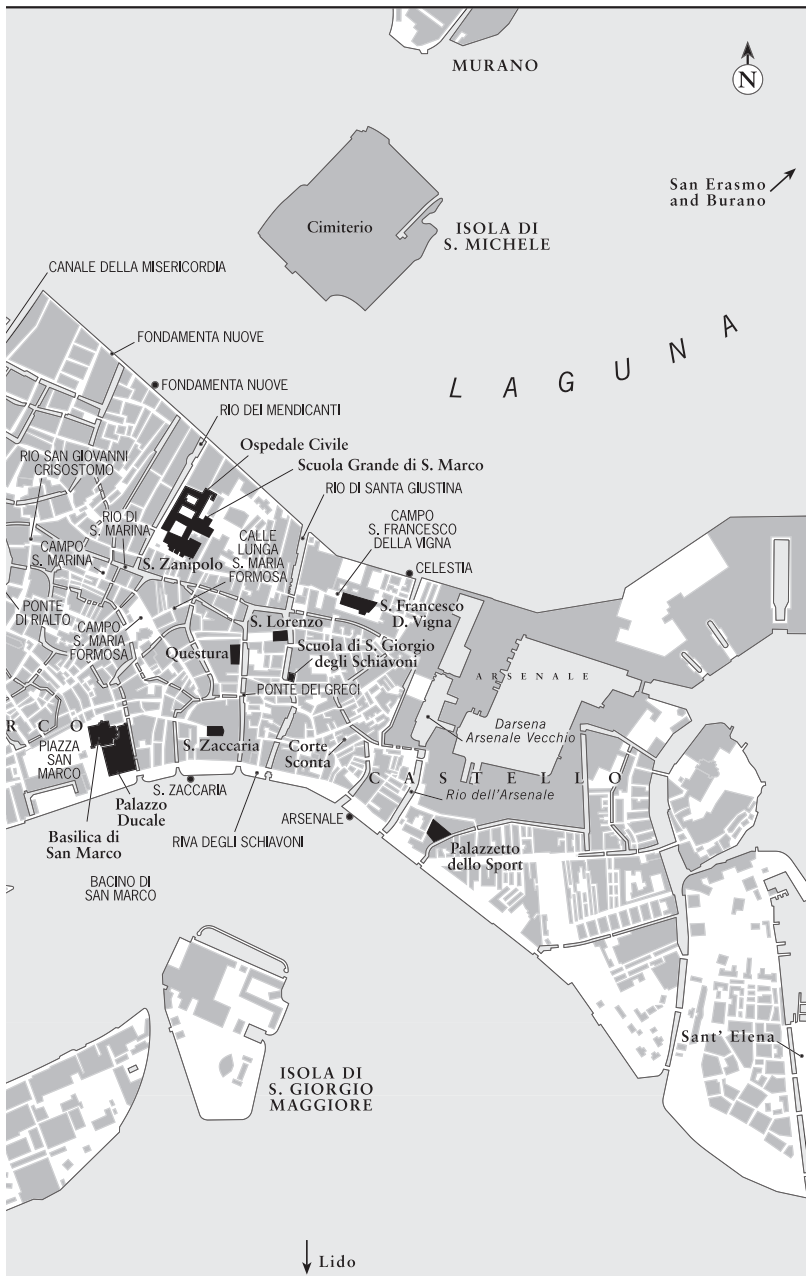 MURANO
N
San Erasmo
and Burano
Cimiterio
ISOLA DI
S. MICHELE
CANALE DELLA MISERICORDIA
LAGUNA
FONDAMENTA NUOVE
FONDAMENTA NUOVE
RIO DEI MENDICANTI
Ospedale Civile
Scuola Grande di S. Marco
RIO SAN GIOVANNI
CRISOSTOMO
RIO DI SANTA GIUSTINA
RIO DI
S. MARINA
CAMPO
S. MARINA
CALLE
LUNGA
S. MARIA
FORMOSA
CAMPO
S. FRANCESCO
DELLA VIGNA
S. Zanipolo
CELESTIA
PONTE
DI RIALTO
CAMPO
S. MARIA
FORMOSA
S. Lorenzo
S. Francesco
D. Vigna
Questura
Scuola di S. Giorgio
degli Schiavoni
ARSENALE
PONTE DEI GRECI
RCO
PIAZZA
SAN
MARCO
S. Zaccaria
Corte
Sconta
Darsena
Arsenale Vecchio
CASTELLO
Rio dell'Arsenale
S. ZACCARIA
Palazzo
Ducale
ARSENALE
Basilica di
San Marco
RIVA DEGLI SCHIAVONI
Palazzetto
dello Sport
BACINO DI
SAN MARCO
Sant' Elena
ISOLA DI
S. GIORGIO
MAGGIORE
Lido